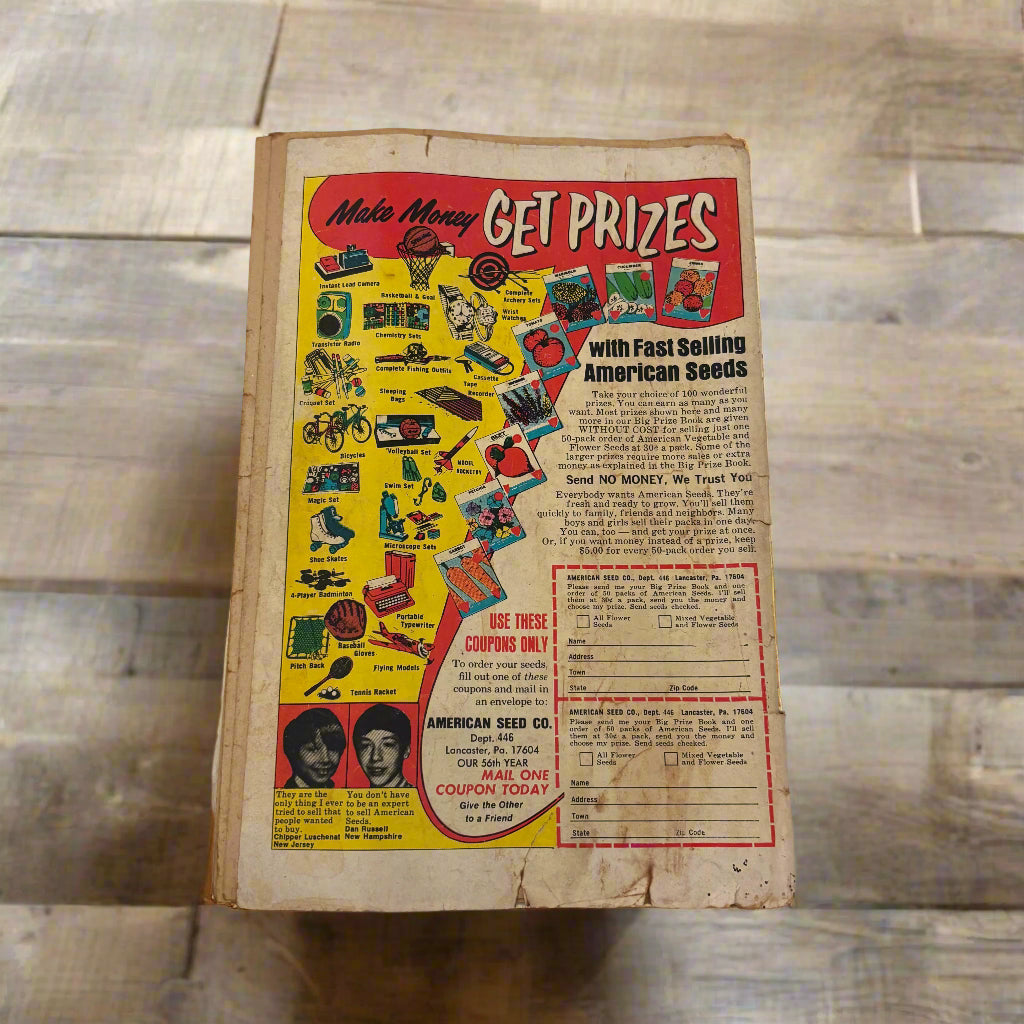 Make Money GET PRIZES
Instant Load Camera
Basketball & Goal
Complete
Archery Sets
Wrist
Watches
Transistor Radio
Chemistry Sets
Complete Fishing Outfits
Cassette
Tape
Recorder
Croquet Set
Sleeping
Bags
Bicycles
Volleyball Set
MODEL
ROCKETRY
Magic Set
Swim Set
Shoe Skates
Microscope Sets
4-Player Badminton
Portable
Typewriter
Baseball
Gloves
Pitch Back
Flying Models
Tennis Racket
CUCUMBER
TOMATO
with Fast Selling
American Seeds
Take your choice of 100 wonderful
prizes. You can earn as many as you
want. Most prizes shown here and many
more in our Big Prize Book are given
WITHOUT COST for selling just one
50-pack order of American Vegetable and
Flower Seeds at 30¢ a pack. Some of the
larger prizes require more sales or extra
money as explained in the Big Prize Book.
Send NO MONEY, We Trust You
Everybody wants American Seeds. They're
fresh and ready to grow. You'll sell them
quickly to family, friends and neighbors. Many
boys and girls sell their packs in one day.
You can, too — and get your prize at once.
Or, if you want money instead of a prize, keep
$5.00 for every 50-pack order you sell.
USE THESE
COUPONS ONLY
To order your seeds,
fill out one of these
coupons and mail in
an envelope to:
AMERICAN SEED CO.
Dept. 446
Lancaster, Pa. 17604
OUR 56th YEAR
MAIL ONE
COUPON TODAY
Give the Other
to a Friend
AMERICAN SEED CO., Dept. 446 Lancaster, Pa. 17604
Please send me your Big Prize Book and one
order of 50 packs of American Seeds. I'll sell
them at 30¢ a pack, send you the money and
choose my prize. Send seeds checked.
All Flower
Seeds
Mixed Vegetable
and Flower Seeds
Name
Address
Town
State Zip Code
AMERICAN SEED CO., Dept. 446 Lancaster, Pa. 17604
Please send me your Big Prize Book and one
order of 50 packs of American Seeds. I'll sell
them at 30¢ a pack, send you the money and
choose my prize. Send seeds checked.
All Flower
Seeds
Mixed Vegetable
and Flower Seeds
Name
Address
Town
State Zip Code
They are the
only thing I ever
tried to sell that
people wanted
to buy.
Chipper Luschenat
New Jersey
You don't have
to be an expert
to sell American
Seeds.
Dan Russell
New Hampshire